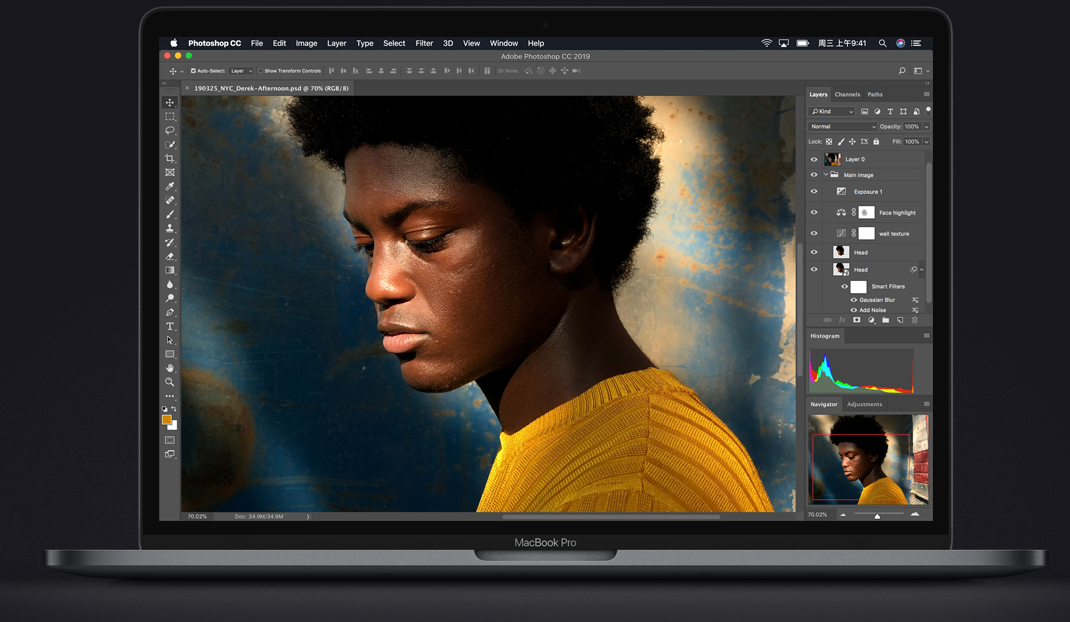 Photoshop CC File Edit Image Layer Type Select Filter 3D View Window Help 周三 上午9:41
Adobe Photoshop CC 2019
Auto-Select: Layer Show Transform Controls 3D Mode:
× 190325_NYC_Derek-Afternoon.psd @ 70% (RGB/8)
Layers Channels Paths
Kind
Normal Opacity: 100%
Lock: Fill: 100%
Layer 0
Main image
Exposure 1
Face highlight
wall texture
Head
Head
Smart Filters
Gaussian Blur
Add Noise
fx
Histogram
Navigator Adjustments
70.02% Doc: 34.9M/34.9M
70.02%
MacBook Pro